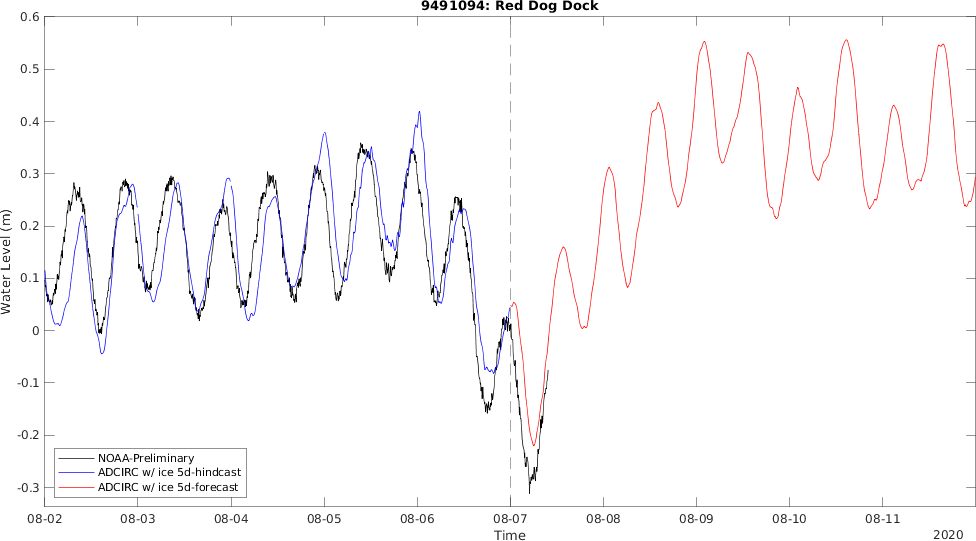 9491094: Red Dog Dock
0.6
0.5
0.4
0.3
0.2
0.1
0
-0.1
-0.2
-0.3
Water Level (m)
NOAA-Preliminary
ADCIRC w/ ice 5d-hindcast
ADCIRC w/ ice 5d-forecast
08-02 08-03 08-04 08-05 08-06 08-07 08-08 08-09 08-10 08-11
Time
2020